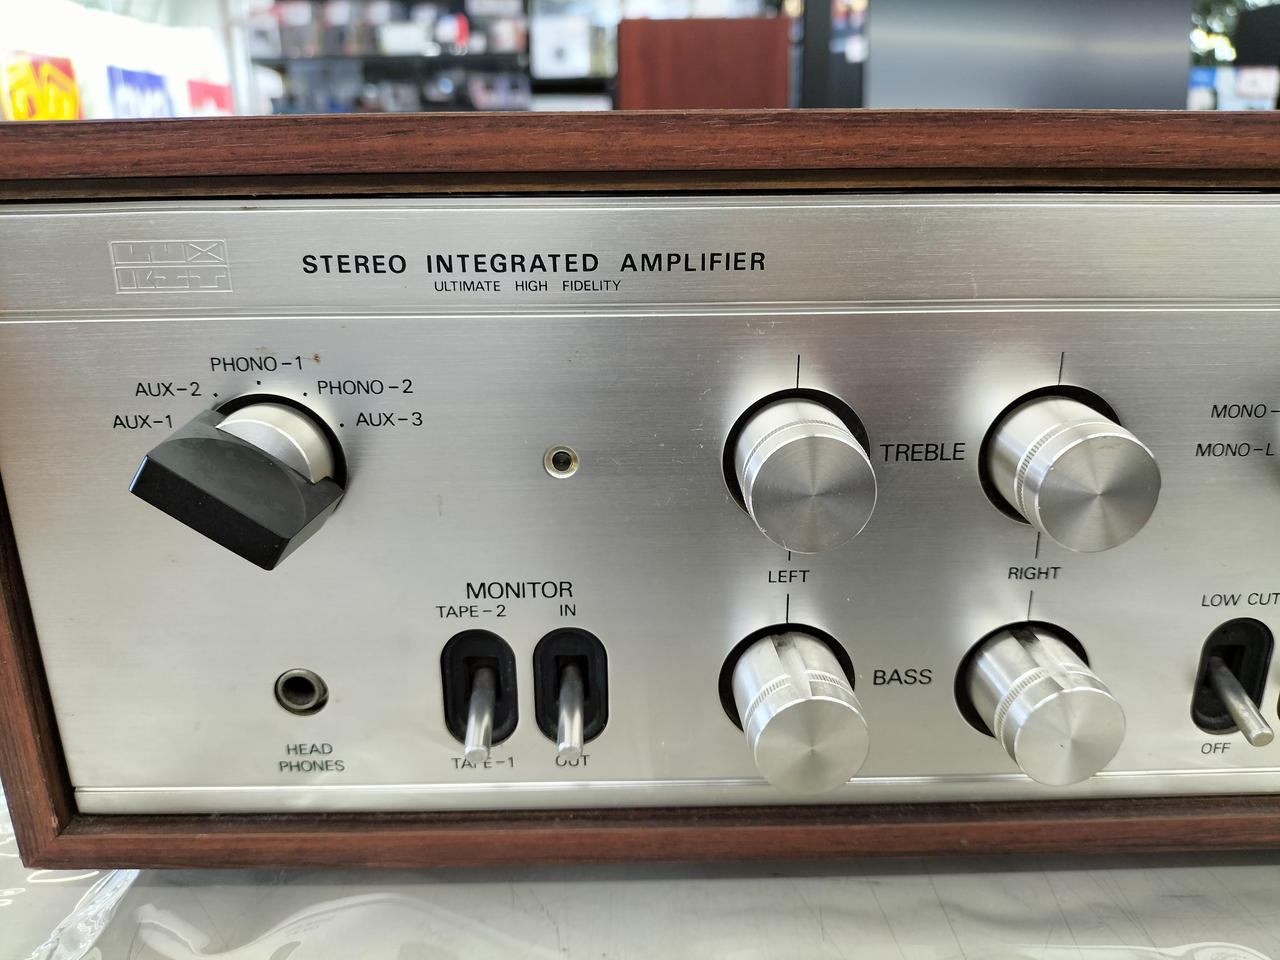 LUX
KIT
STEREO INTEGRATED AMPLIFIER
ULTIMATE HIGH FIDELITY
PHONO-1
AUX-2
PHONO-2
AUX-1
AUX-3
MONO-
TREBLE
MONO-L
LEFT
RIGHT
MONITOR
TAPE-2 IN
LOW CUT
BASS
HEAD
PHONES
TAPE-1 OUT
OFF